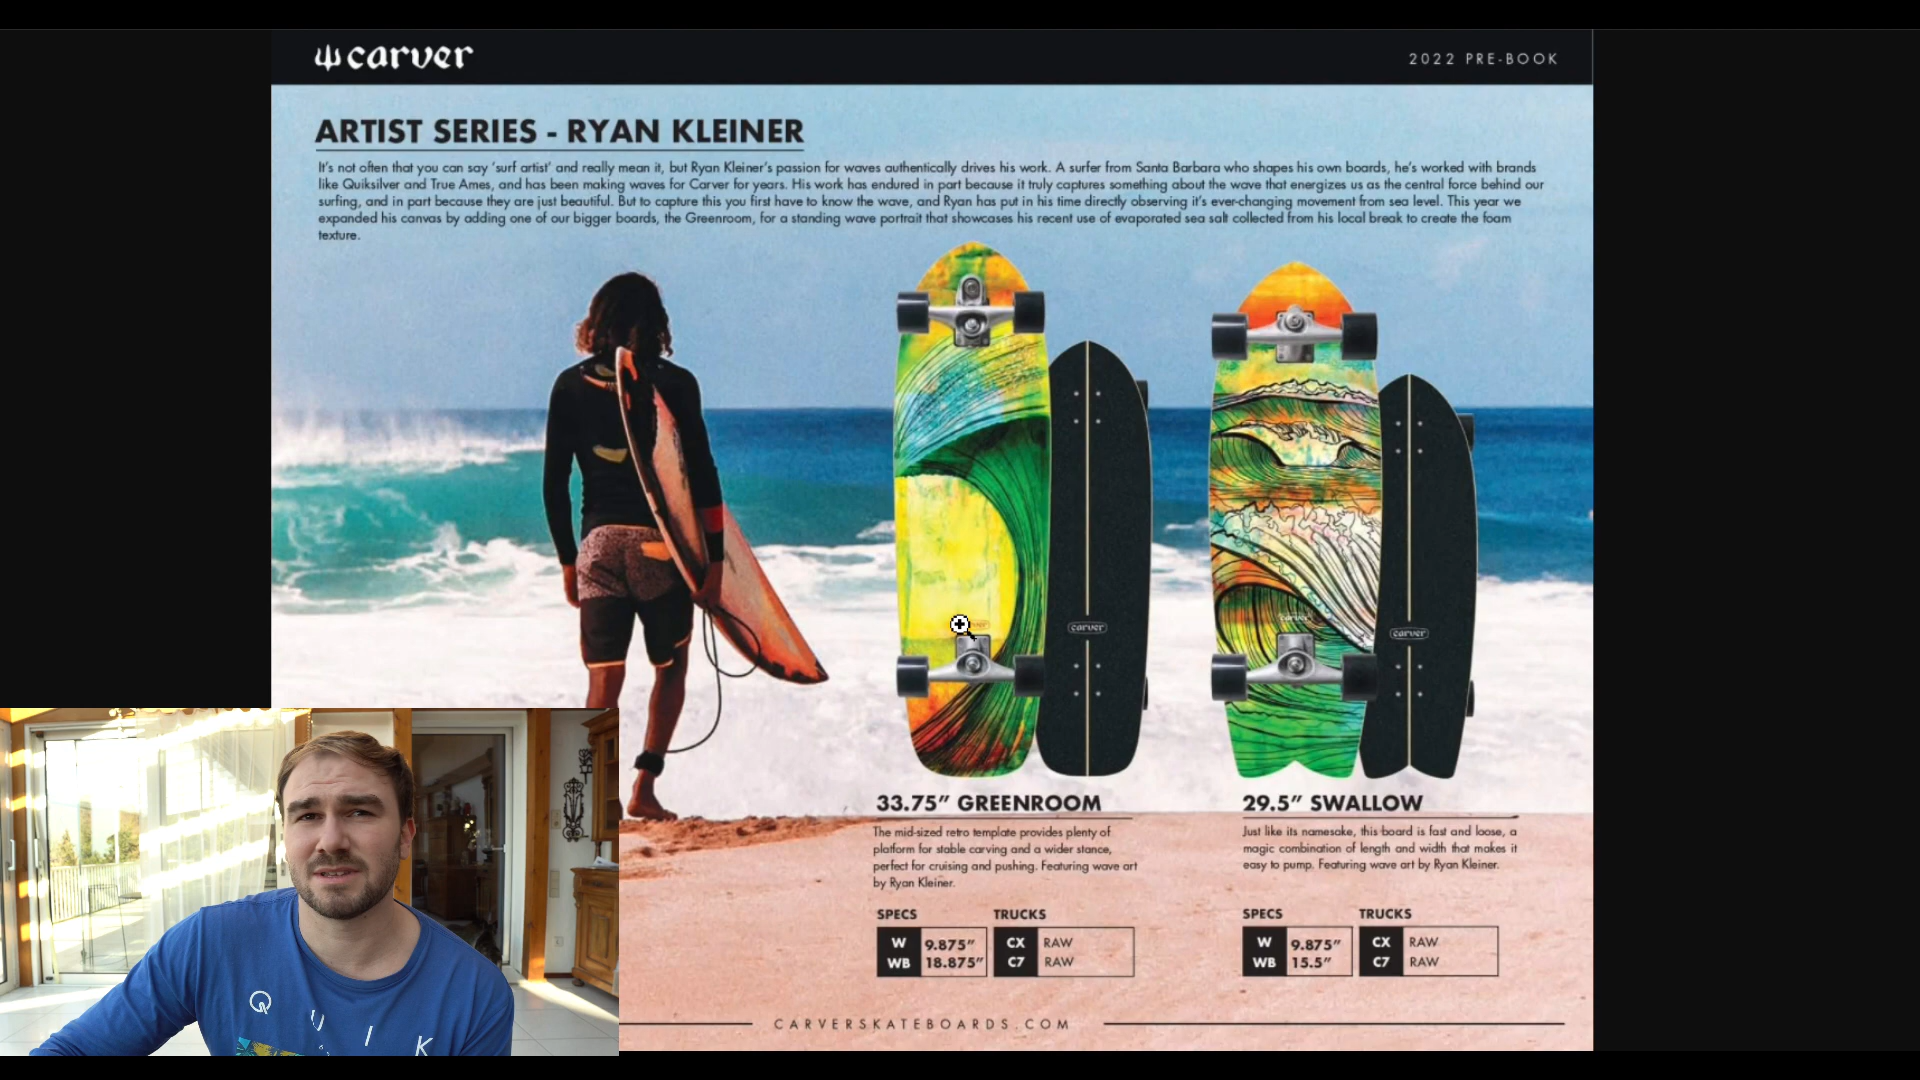 carver
2022 PRE-BOOK
ARTIST SERIES - RYAN KLEINER
It's not often that you can say 'surf artist' and really mean it, but Ryan Kleiner's passion for waves authentically drives his work. A surfer from Santa Barbara who shapes his own boards, he's worked with brands
like Quiksilver and True Ames, and has been making waves for Carver for years. His work has endured in part because it truly captures something about the wave that energizes us as the central force behind our
surfing, and in part because they are just beautiful. But to capture this you first have to know the wave, and Ryan has put in his time directly observing it's ever-changing movement from sea level. This year we
expanded his canvas by adding one of our bigger boards, the Greenroom, for a standing wave portrait that showcases his recent use of evaporated sea salt collected from his local break to create the foam
texture.
carver
carver
carver
33.75" GREENROOM
The mid-sized retro template provides plenty of
platform for stable carving and a wider stance,
perfect for cruising and pushing. Featuring wave art
by Ryan Kleiner.
SPECS
W 9.875"
WB 18.875"
TRUCKS
CX RAW
C7 RAW
29.5" SWALLOW
Just like its namesake, this board is fast and loose, a
magic combination of length and width that makes it
easy to pump. Featuring wave art by Ryan Kleiner.
SPECS
W 9.875"
WB 15.5"
TRUCKS
CX RAW
C7 RAW
CARVERSKATEBOARDS.COM
QUIK